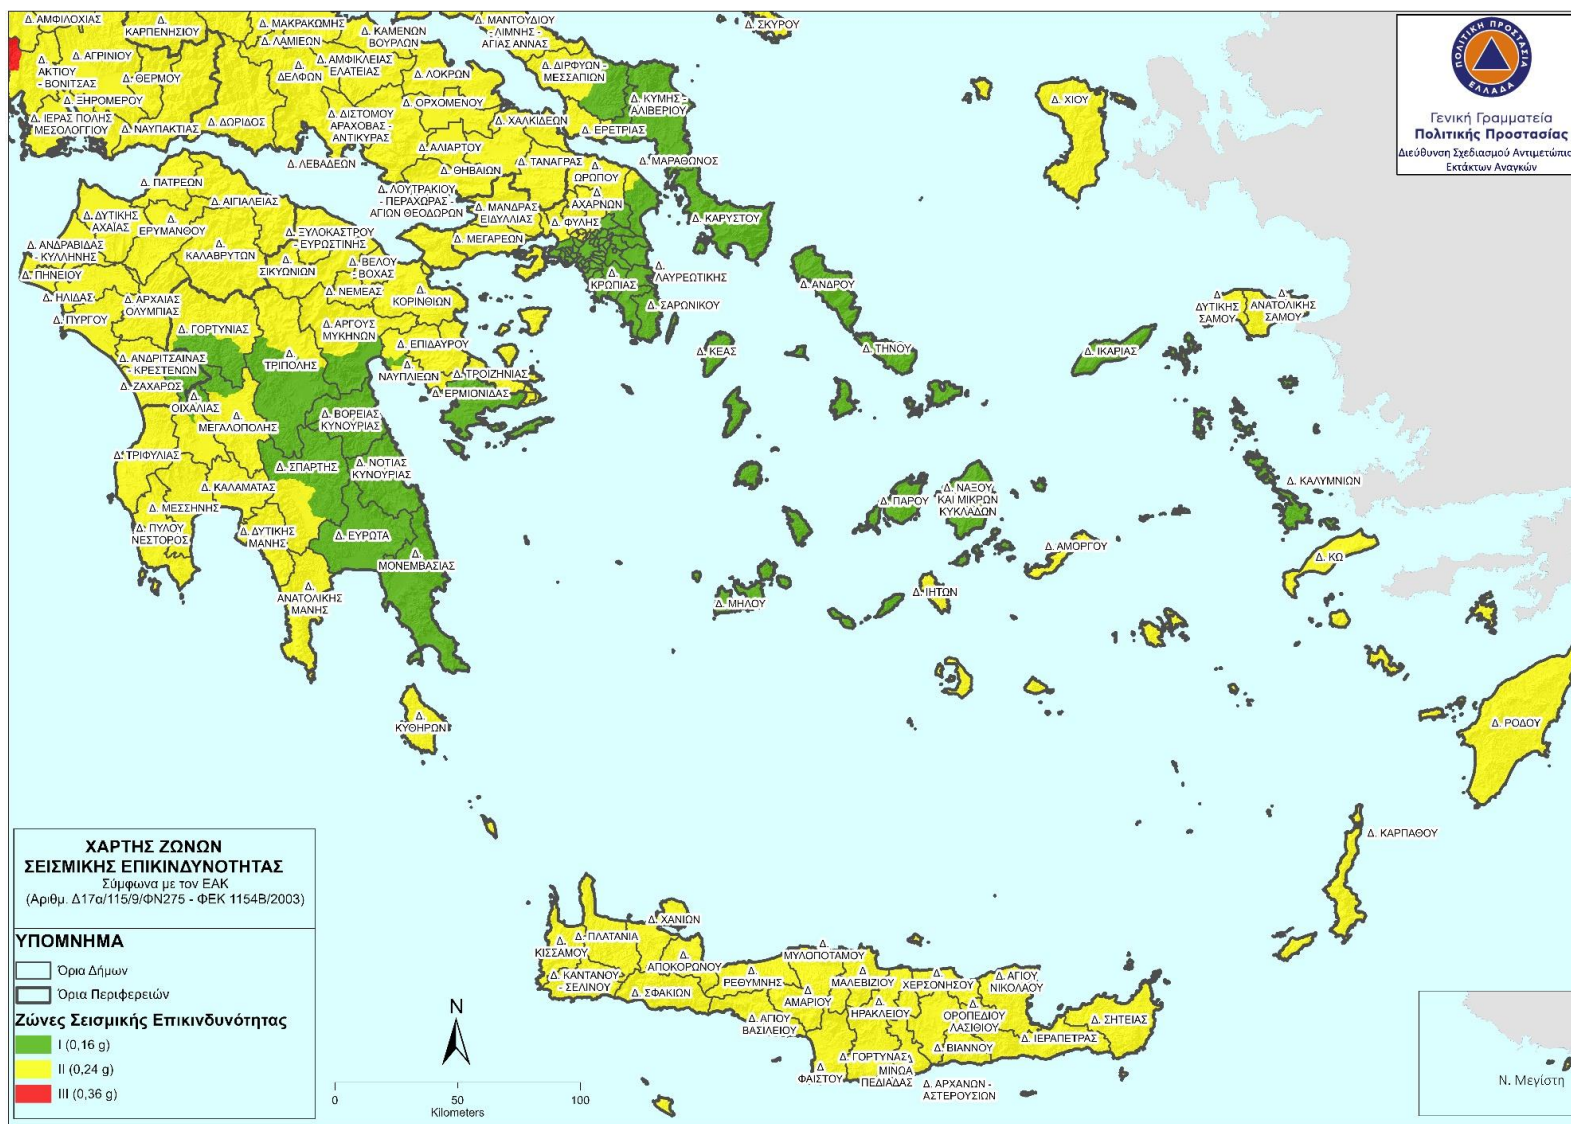 Δ. ΑΜΦΙΛΟΧΙΑΣ
Δ.
ΚΑΡΠΕΝΗΣΙΟΥ
Δ. ΜΑΚΡΑΚΩΜΗΣ
Δ. ΛΑΜΙΕΩΝ
Δ. ΚΑΜΕΝΩΝ
ΒΟΥΡΛΩΝ
Δ. ΜΑΝΤΟΥΔΙΟΥ
- ΛΙΜΝΗΣ -
ΑΓΙΑΣ ΑΝΝΑΣ
Δ. ΣΚΥΡΟΥ
Δ. ΑΓΡΙΝΙΟΥ
Δ.
ΑΚΤΙΟΥ
- ΒΟΝΙΤΣΑΣ
Δ. ΘΕΡΜΟΥ
Δ.
ΔΕΛΦΩΝ
Δ. ΑΜΦΙΚΛΕΙΑΣ
ΕΛΑΤΕΙΑΣ
Δ. ΛΟΚΡΩΝ
Δ. ΔΙΡΦΥΩΝ -
ΜΕΣΣΑΠΙΩΝ
Δ. ΞΗΡΟΜΕΡΟΥ
Δ. ΙΕΡΑΣ ΠΟΛΗΣ
ΜΕΣΟΛΟΓΓΙΟΥ
Δ. ΝΑΥΠΑΚΤΙΑΣ
Δ. ΔΩΡΙΔΟΣ
Δ. ΔΙΣΤΟΜΟΥ
ΑΡΑΧΟΒΑΣ -
ΑΝΤΙΚΥΡΑΣ
Δ. ΟΡΧΟΜΕΝΟΥ
Δ. ΧΑΛΚΙΔΕΩΝ
Δ. ΚΥΜΗΣ -
ΑΛΙΒΕΡΙΟΥ
Δ. ΕΡΕΤΡΙΑΣ
Δ. ΧΙΟΥ
Δ. ΛΕΒΑΔΕΩΝ
Δ. ΑΛΙΑΡΤΟΥ
Δ. ΘΗΒΑΙΩΝ
Δ. ΤΑΝΑΓΡΑΣ
Δ.
ΩΡΩΠΟΥ
Δ. ΜΑΡΑΘΩΝΟΣ
Δ. ΠΑΤΡΕΩΝ
Δ. ΑΙΓΙΑΛΕΙΑΣ
Δ. ΛΟΥΤΡΑΚΙΟΥ
- ΠΕΡΑΧΩΡΑΣ -
ΑΓΙΩΝ ΘΕΟΔΩΡΩΝ
Δ. ΜΑΝΔΡΑΣ
ΕΙΔΥΛΛΙΑΣ
Δ
ΑΧΑΡΝΩΝ
Δ. ΦΥΛΗΣ
Δ. ΚΑΡΥΣΤΟΥ
Δ. ΔΥΤΙΚΗΣ
ΑΧΑΪΑΣ
Δ.
ΕΡΥΜΑΝΘΟΥ
Δ. ΞΥΛΟΚΑΣΤΡΟΥ
- ΕΥΡΩΣΤΙΝΗΣ
Δ. ΜΕΓΑΡΕΩΝ
Δ. ΑΝΔΡΑΒΙΔΑΣ
- ΚΥΛΛΗΝΗΣ
Δ.
ΚΑΛΑΒΡΥΤΩΝ
Δ.
ΣΙΚΥΩΝΙΩΝ
Δ. ΒΕΛΟΥ
- ΒΟΧΑΣ
Δ. ΠΗΝΕΙΟΥ
Δ.
ΚΡΩΠΙΑΣ
Δ.
ΛΑΥΡΕΩΤΙΚΗΣ
Δ. ΑΝΔΡΟΥ
Δ. ΗΛΙΔΑΣ
Δ. ΑΡΧΑΙΑΣ
ΟΛΥΜΠΙΑΣ
Δ. ΝΕΜΕΑΣ
Δ.
ΚΟΡΙΝΘΙΩΝ
Δ. ΣΑΡΩΝΙΚΟΥ
Δ
ΔΥΤΙΚΗΣ
ΣΑΜΟΥ
Δ.
ΑΝΑΤΟΛΙΚΗΣ
ΣΑΜΟΥ
Δ. ΠΥΡΓΟΥ
Δ. ΓΟΡΤΥΝΙΑΣ
Δ. ΑΡΓΟΥΣ
ΜΥΚΗΝΩΝ
Δ. ΕΠΙΔΑΥΡΟΥ
Δ. ΚΕΑΣ
Δ. ΤΗΝΟΥ
Δ. ΙΚΑΡΙΑΣ
Δ. ΑΝΔΡΙΤΣΑΙΝΑΣ
- ΚΡΕΣΤΕΝΩΝ
Δ.
ΤΡΙΠΟΛΗΣ
Δ.
ΝΑΥΠΛΙΕΩΝ
Δ. ΤΡΟΙΖΗΝΙΑΣ
Δ. ΖΑΧΑΡΩΣ
Δ. ΕΡΜΙΟΝΙΔΑΣ
Δ.
ΟΙΧΑΛΙΑΣ
Δ.
ΜΕΓΑΛΟΠΟΛΗΣ
Δ. ΒΟΡΕΙΑΣ
ΚΥΝΟΥΡΙΑΣ
Δ. ΤΡΙΦΥΛΙΑΣ
Δ. ΣΠΑΡΤΗΣ
Δ. ΝΟΤΙΑΣ
ΚΥΝΟΥΡΙΑΣ
Δ. ΚΑΛΑΜΑΤΑΣ
Δ. ΠΑΡΟΥ
Δ. ΝΑΞΟΥ
ΚΑΙ ΜΙΚΡΩΝ
ΚΥΚΛΑΔΩΝ
Δ. ΚΑΛΥΜΝΙΩΝ
Δ. ΜΕΣΣΗΝΗΣ
Δ. ΠΥΛΟΥ
ΝΕΣΤΟΡΟΣ
Δ. ΔΥΤΙΚΗΣ
ΜΑΝΗΣ
Δ. ΕΥΡΩΤΑ
Δ.
ΜΟΝΕΜΒΑΣΙΑΣ
Δ. ΑΜΟΡΓΟΥ
Δ. ΚΩ
Δ.
ΑΝΑΤΟΛΙΚΗΣ
ΜΑΝΗΣ
Δ. ΜΗΛΟΥ
Δ. ΙΗΤΩΝ
Δ.
ΚΥΘΗΡΩΝ
Δ. ΡΟΔΟΥ
Δ. ΚΑΡΠΑΘΟΥ
Δ. ΧΑΝΙΩΝ
Δ. ΠΛΑΤΑΝΙΑ
Δ.
ΚΙΣΣΑΜΟΥ
Δ.
ΑΠΟΚΟΡΩΝΟΥ
Δ. ΚΑΝΤΑΝΟΥ
- ΣΕΛΙΝΟΥ
Δ. ΣΦΑΚΙΩΝ
Δ.
ΡΕΘΥΜΝΗΣ
Δ.
ΜΥΛΟΠΟΤΑΜΟΥ
Δ.
ΜΑΛΕΒΙΖΙΟΥ
Δ.
ΧΕΡΣΟΝΗΣΟΥ
Δ. ΑΓΙΟΥ
ΝΙΚΟΛΑΟΥ
Δ.
ΑΜΑΡΙΟΥ
Δ.
ΗΡΑΚΛΕΙΟΥ
Δ.
ΟΡΟΠΕΔΙΟΥ
ΛΑΣΙΘΙΟΥ
Δ. ΑΓΙΟΥ
ΒΑΣΙΛΕΙΟΥ
Δ. ΣΗΤΕΙΑΣ
Δ. ΙΕΡΑΠΕΤΡΑΣ
Δ. ΒΙΑΝΝΟΥ
Δ
ΦΑΙΣΤΟΥ
Δ. ΓΟΡΤΥΝΑΣ
Δ
ΜΙΝΩΑ
ΠΕΔΙΑΔΑΣ
Δ. ΑΡΧΑΝΩΝ -
ΑΣΤΕΡΟΥΣΙΩΝ
ΠΟΛΙΤΙΚΗ ΠΡΟΣΤΑΣΙΑ
ΕΛΛΑΔΑ
Γενική Γραμματεία
Πολιτικής Προστασίας
Διεύθυνση Σχεδιασμού Αντιμετώπισ
Εκτάκτων Αναγκών
ΧΑΡΤΗΣ ΖΩΝΩΝ
ΣΕΙΣΜΙΚΗΣ ΕΠΙΚΙΝΔΥΝΟΤΗΤΑΣ
Σύμφωνα με τον ΕΑΚ
(Αριθμ. Δ17α/115/9/ΦΝ275 - ΦΕΚ 1154Β/2003)
ΥΠΟΜΝΗΜΑ
Όρια Δήμων
Όρια Περιφερειών
Ζώνες Σεισμικής Επικινδυνότητας
I (0,16 g)
II (0,24 g)
III (0,36 g)
N
0 50 100
Kilometers
Ν. Μεγίστη